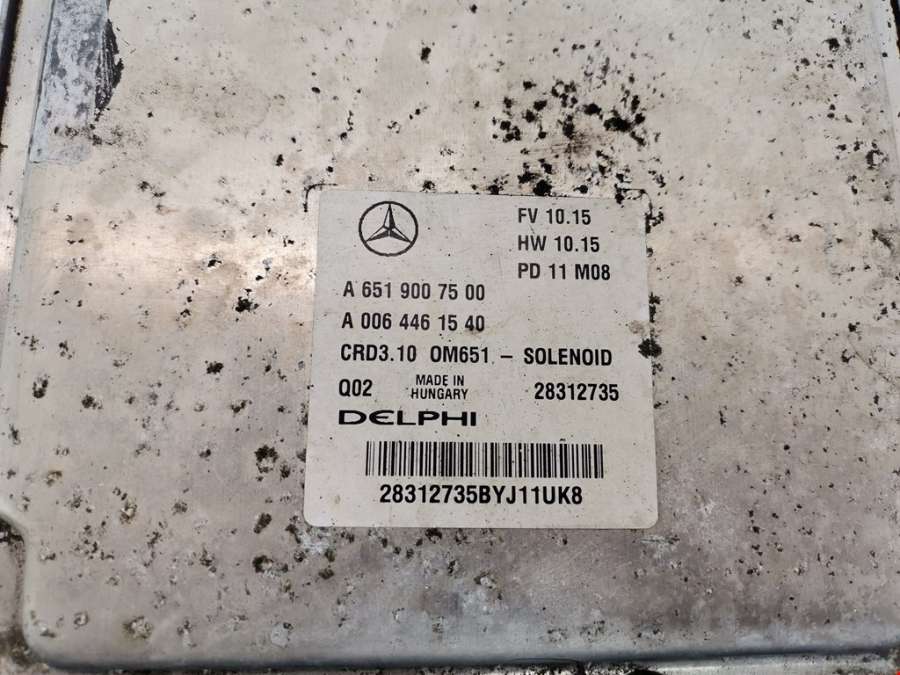 FV 10.15
HW 10.15
PD 11 M08
A 651 900 75 00
A 006 446 15 40
CRD3.10 OM651 - SOLENOID
Q02 MADE IN HUNGARY 28312735
DELPHI
28312735BYJ11UK8